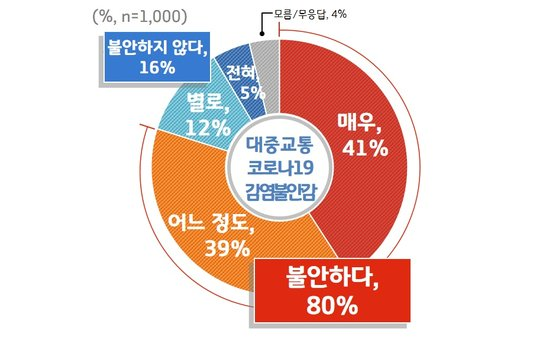 (%, n=1,000)
모름/무응답, 4%
불안하지 않다,
16%
전혀,
5%
별로,
12%
매우,
41%
대중교통
코로나19
감염불안감
어느 정도,
39%
불안하다,
80%